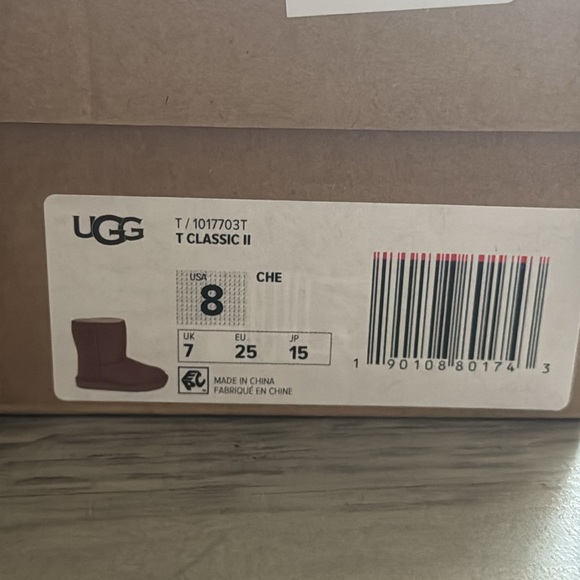 UGG
T / 1017703T
T CLASSIC II
USA
8
CHE
UK EU JP
7 25 15
MADE IN CHINA
FABRIQUÉ EN CHINE
1 90108 80174 3